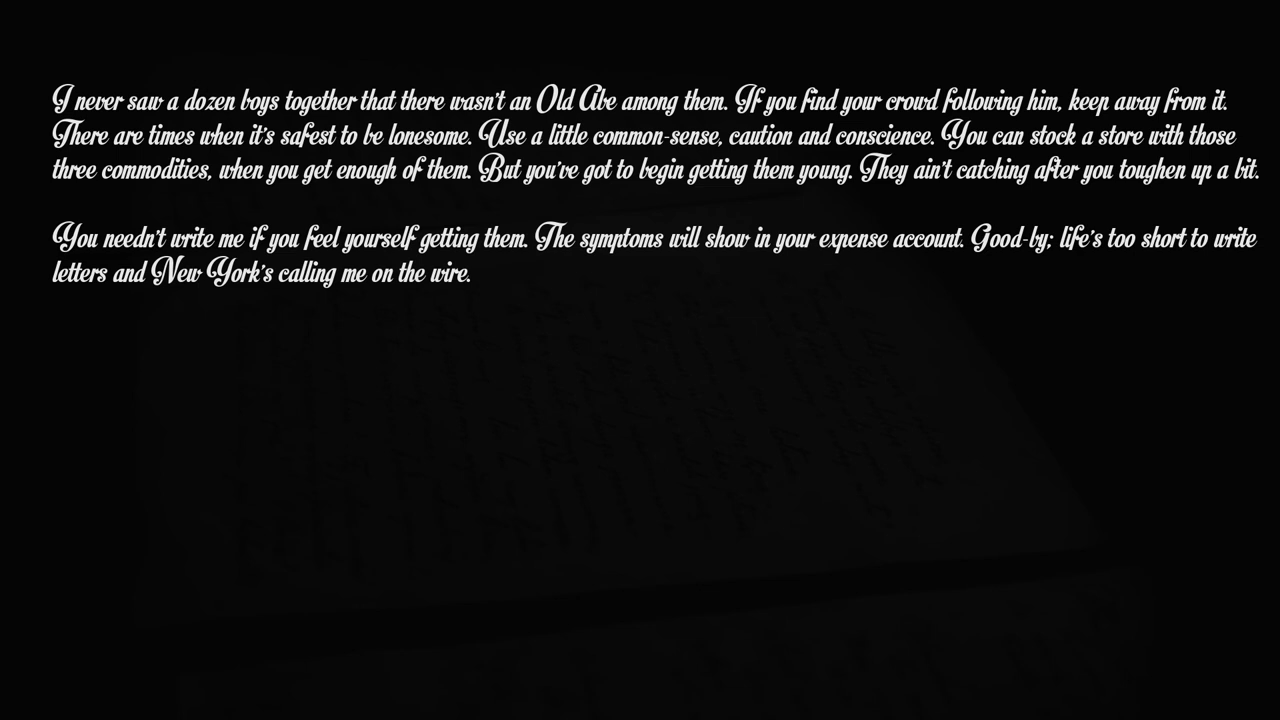 I never saw a dozen boys together that there wasn't an Old Abe among them. If you find your crowd following him, keep away from it.
There are times when it's safest to be lonesome. Use a little common-sense, caution and conscience. You can stock a store with those
three commodities, when you get enough of them. But you've got to begin getting them young. They ain't catching after you toughen up a bit.
You needn't write me if you feel yourself getting them. The symptoms will show in your expense account. Good-by; life's too short to write
letters and New York's calling me on the wire.